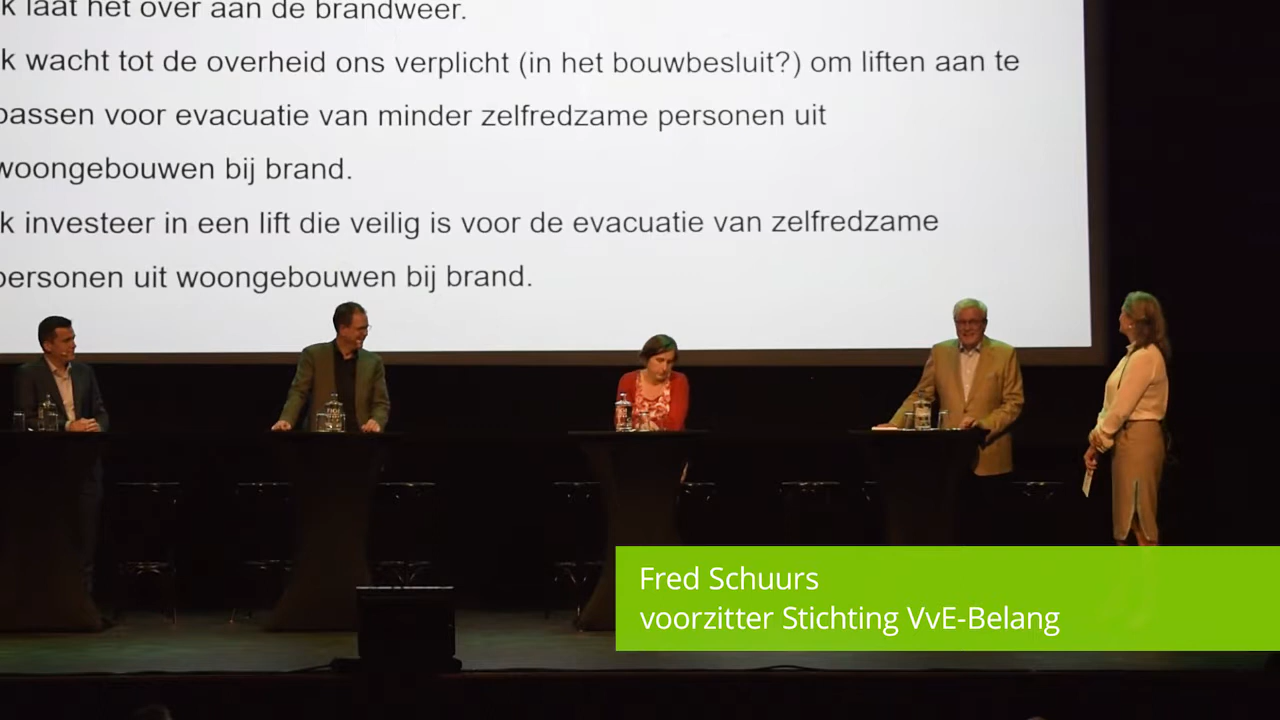 k laat het over aan de brandweer.
k wacht tot de overheid ons verplicht (in het bouwbesluit?) om liften aan te
passen voor evacuatie van minder zelfredzame personen uit
woongebouwen bij brand.
k investeer in een lift die veilig is voor de evacuatie van zelfredzame
personen uit woongebouwen bij brand.
Fred Schuurs
voorzitter Stichting VvE-Belang